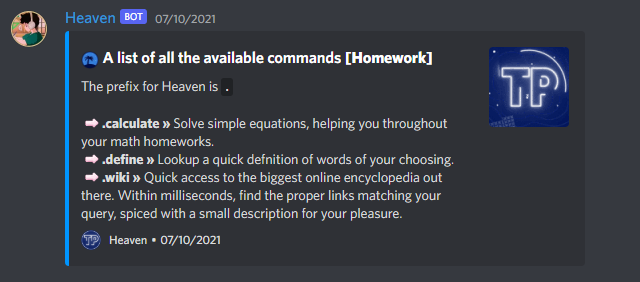 Heaven BOT 07/10/2021
A list of all the available commands [Homework]
TP
The prefix for Heaven is .
.calculate » Solve simple equations, helping you throughout
your math homeworks.
.define » Lookup a quick defnition of words of your choosing.
.wiki » Quick access to the biggest online encyclopedia out
there. Within milliseconds, find the proper links matching your
query, spiced with a small description for your pleasure.
TP Heaven • 07/10/2021